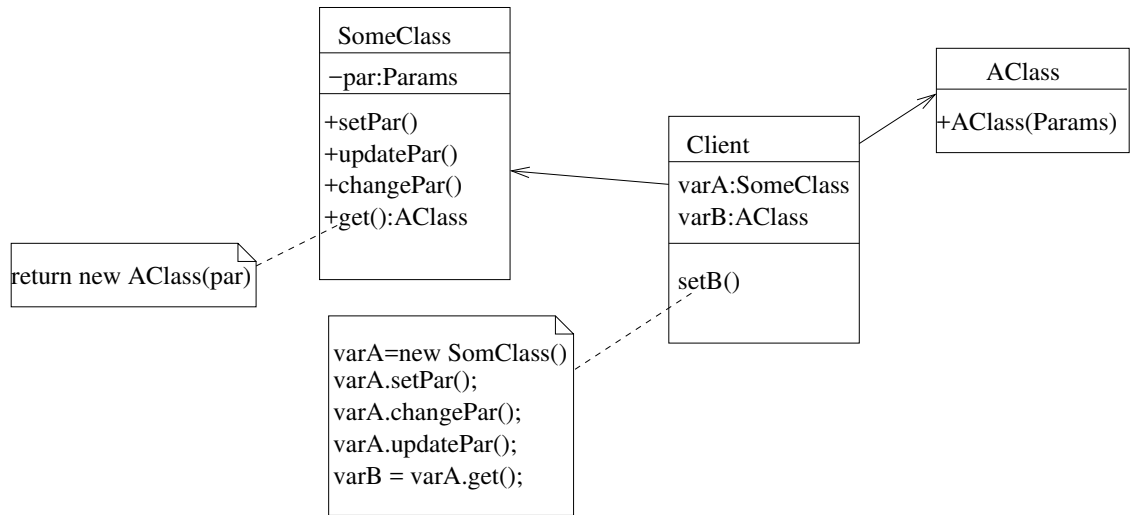 SomeClass
−par:Params
+setPar()
+updatePar()
+changePar()
+get():AClass
return new AClass(par)
Client
varA:SomeClass
varB:AClass
setB()
AClass
+AClass(Params)
varA=new SomClass()
varA.setPar();
varA.changePar();
varA.updatePar();
varB = varA.get();